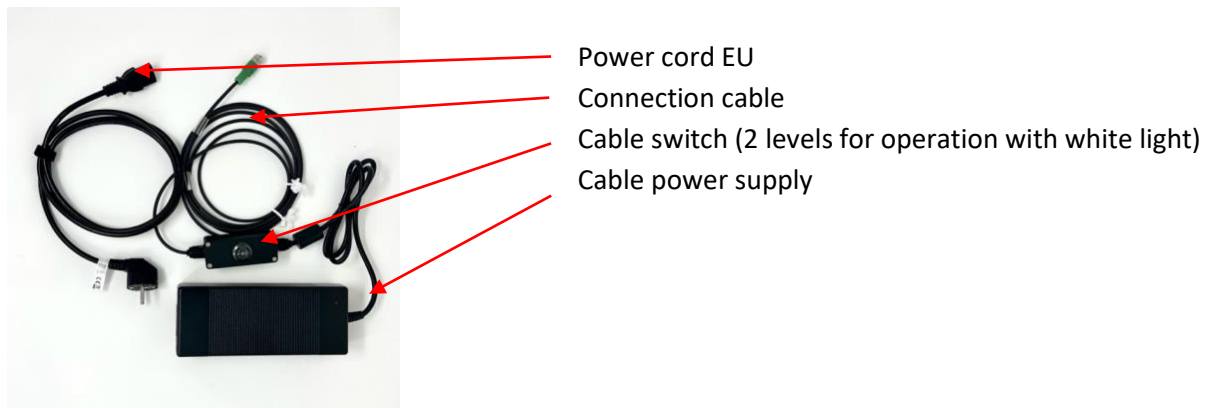 Power cord EU
Connection cable
Cable switch (2 levels for operation with white light)
Cable power supply